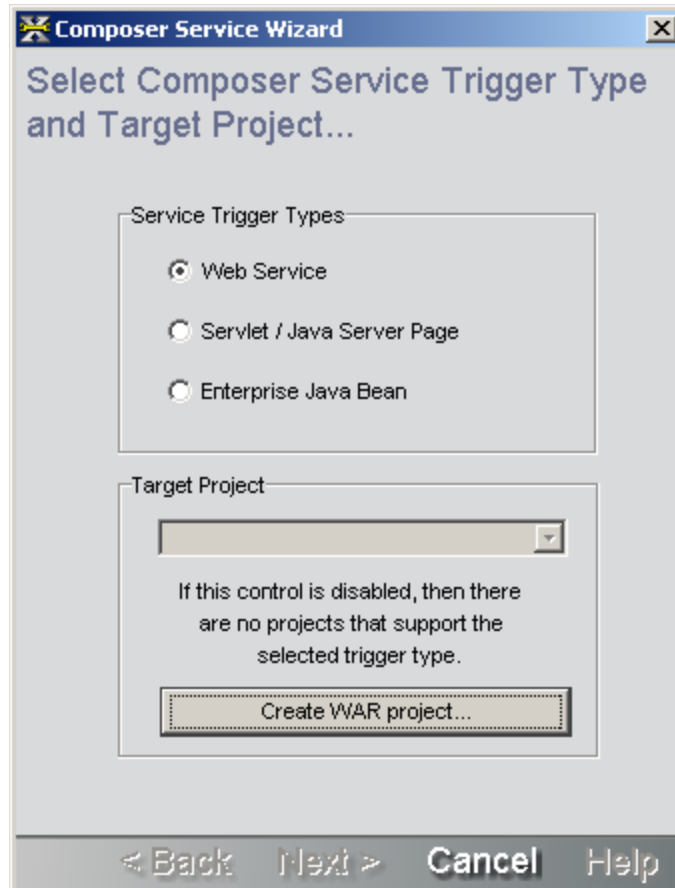 Composer Service Wizard
Select Composer Service Trigger Type
and Target Project...
Service Trigger Types
Web Service
Servlet / Java Server Page
Enterprise Java Bean
Target Project
If this control is disabled, then there
are no projects that support the
selected trigger type.
Create WAR project...
< Back Next > Cancel Help